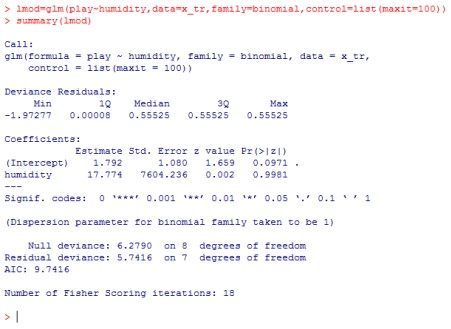 > lmod=glm(play~humidity,data=x_tr,family=binomial,control=list(maxit=100))
> summary(lmod)
Call:
glm(formula = play ~ humidity, family = binomial, data = x_tr,
    control = list(maxit = 100))
Deviance Residuals:
     Min       1Q   Median       3Q      Max
-1.97277  0.00008  0.55525  0.55525  0.55525
Coefficients:
            Estimate Std. Error z value Pr(>|z|)
(Intercept)    1.792      1.080   1.659   0.0971 .
humidity      17.774   7604.236   0.002   0.9981
---
Signif. codes:  0 ‘***’ 0.001 ‘**’ 0.01 ‘*’ 0.05 ‘.’ 0.1 ‘ ’ 1
(Dispersion parameter for binomial family taken to be 1)
    Null deviance: 6.2790  on 8  degrees of freedom
Residual deviance: 5.7416  on 7  degrees of freedom
AIC: 9.7416
Number of Fisher Scoring iterations: 18
>